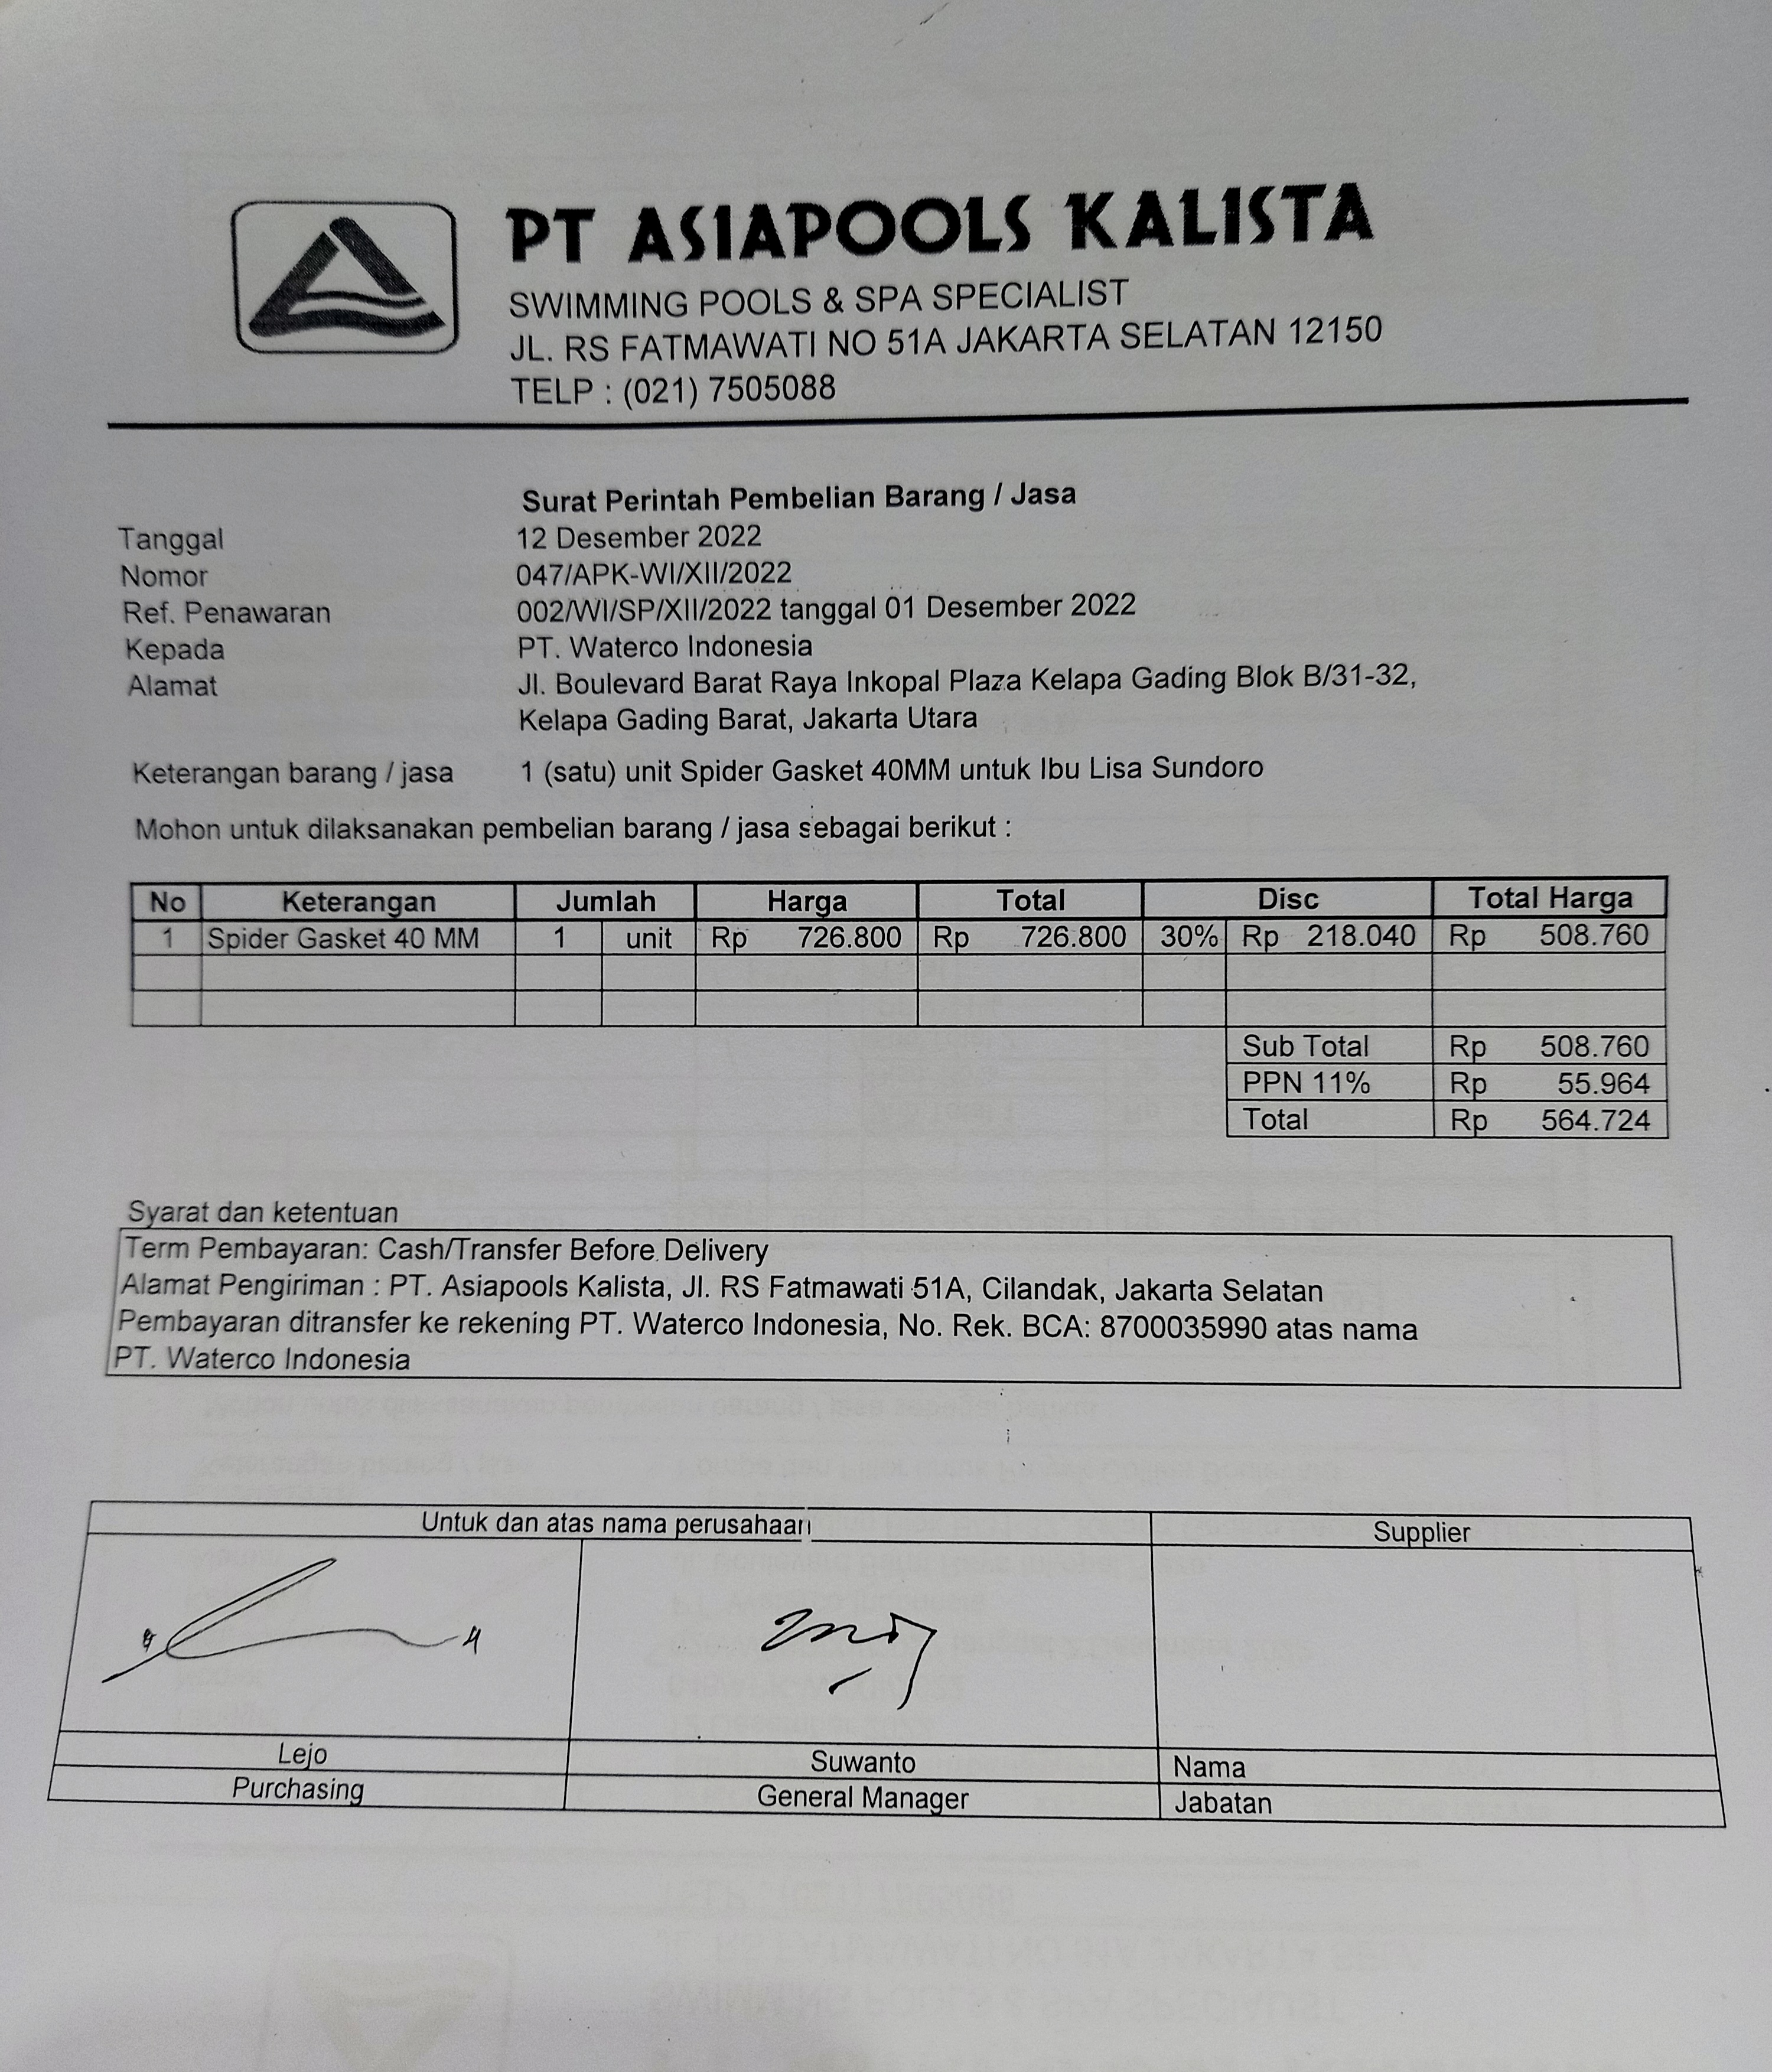 PT ASIAPOOLS KALISTA
SWIMMING POOLS & SPA SPECIALIST
JL. RS FATMAWATI NO 51A JAKARTA SELATAN 12150
TELP : (021) 7505088
Surat Perintah Pembelian Barang / Jasa
Tanggal 12 Desember 2022
Nomor 047/APK-WI/XII/2022
Ref. Penawaran 002/WI/SP/XII/2022 tanggal 01 Desember 2022
Kepada PT. Waterco Indonesia
Alamat Jl. Boulevard Barat Raya Inkopal Plaza Kelapa Gading Blok B/31-32,
Kelapa Gading Barat, Jakarta Utara
Keterangan barang / jasa 1 (satu) unit Spider Gasket 40MM untuk Ibu Lisa Sundoro
Mohon untuk dilaksanakan pembelian barang / jasa sebagai berikut :
No Keterangan Jumlah Harga Total Disc Total Harga
1 Spider Gasket 40 MM 1 unit Rp 726.800 Rp 726.800 30% Rp 218.040 Rp 508.760
Sub Total Rp 508.760
PPN 11% Rp 55.964
Total Rp 564.724
Syarat dan ketentuan
Term Pembayaran: Cash/Transfer Before Delivery
Alamat Pengiriman : PT. Asiapools Kalista, Jl. RS Fatmawati 51A, Cilandak, Jakarta Selatan
Pembayaran ditransfer ke rekening PT. Waterco Indonesia, No. Rek. BCA: 8700035990 atas nama
PT. Waterco Indonesia
Untuk dan atas nama perusahaan Supplier
Lejo Suwanto Nama
Purchasing General Manager Jabatan